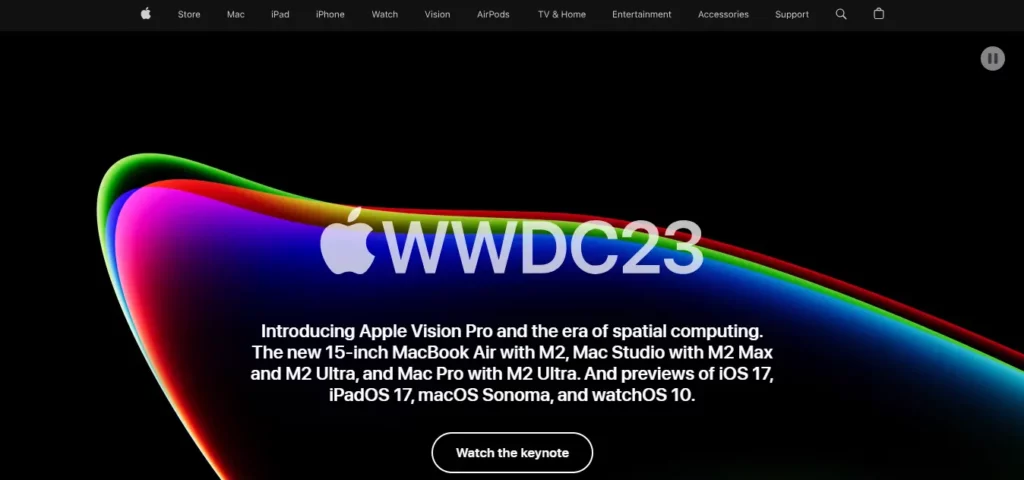 Store Mac iPad iPhone Watch Vision AirPods TV & Home Entertainment Accessories Support
WWDC23
Introducing Apple Vision Pro and the era of spatial computing.
The new 15-inch MacBook Air with M2, Mac Studio with M2 Max
and M2 Ultra, and Mac Pro with M2 Ultra. And previews of iOS 17,
iPadOS 17, macOS Sonoma, and watchOS 10.
Watch the keynote